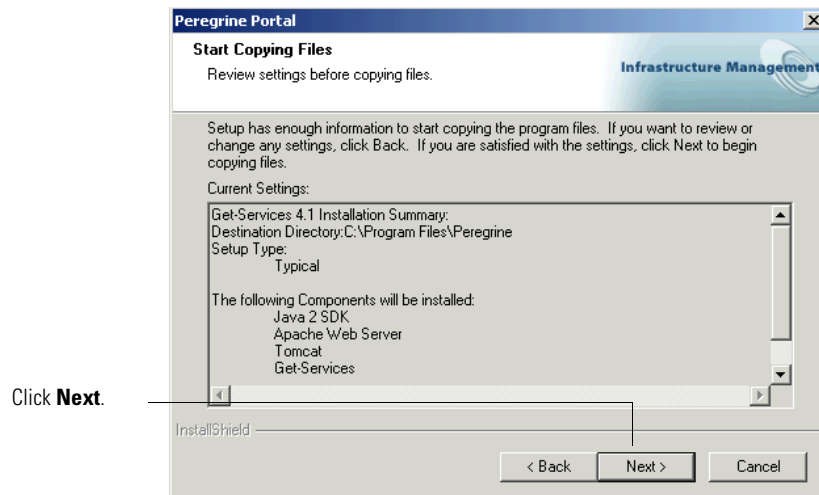 Peregrine Portal
Start Copying Files
Review settings before copying files.
Infrastructure Management
Setup has enough information to start copying the program files.  If you want to review or
change any settings, click Back.  If you are satisfied with the settings, click Next to begin
copying files.
Current Settings:
Get-Services 4.1 Installation Summary:
Destination Directory:C:\Program Files\Peregrine
Setup Type:
Typical
The following Components will be installed:
Java 2 SDK
Apache Web Server
Tomcat
Get-Services
Click Next.
InstallShield
< Back
Next >
Cancel